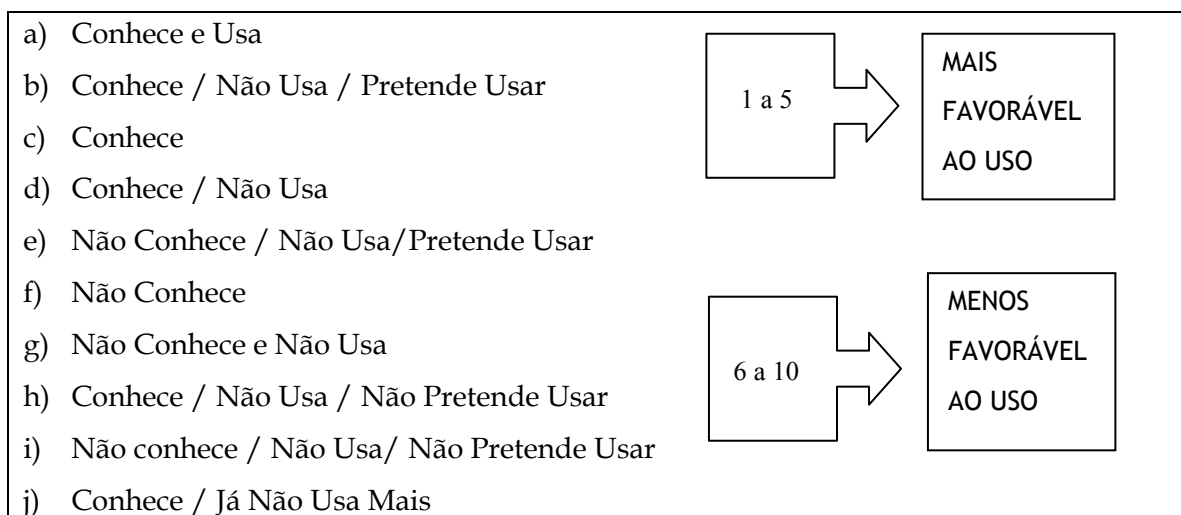 a) Conhece e Usa
b) Conhece / Não Usa / Pretende Usar
c) Conhece
d) Conhece / Não Usa
e) Não Conhece / Não Usa/Pretende Usar
f) Não Conhece
g) Não Conhece e Não Usa
h) Conhece / Não Usa / Não Pretende Usar
i) Não conhece / Não Usa/ Não Pretende Usar
j) Conhece / Já Não Usa Mais
1 a 5
MAIS
FAVORÁVEL
AO USO
6 a 10
MENOS
FAVORÁVEL
AO USO